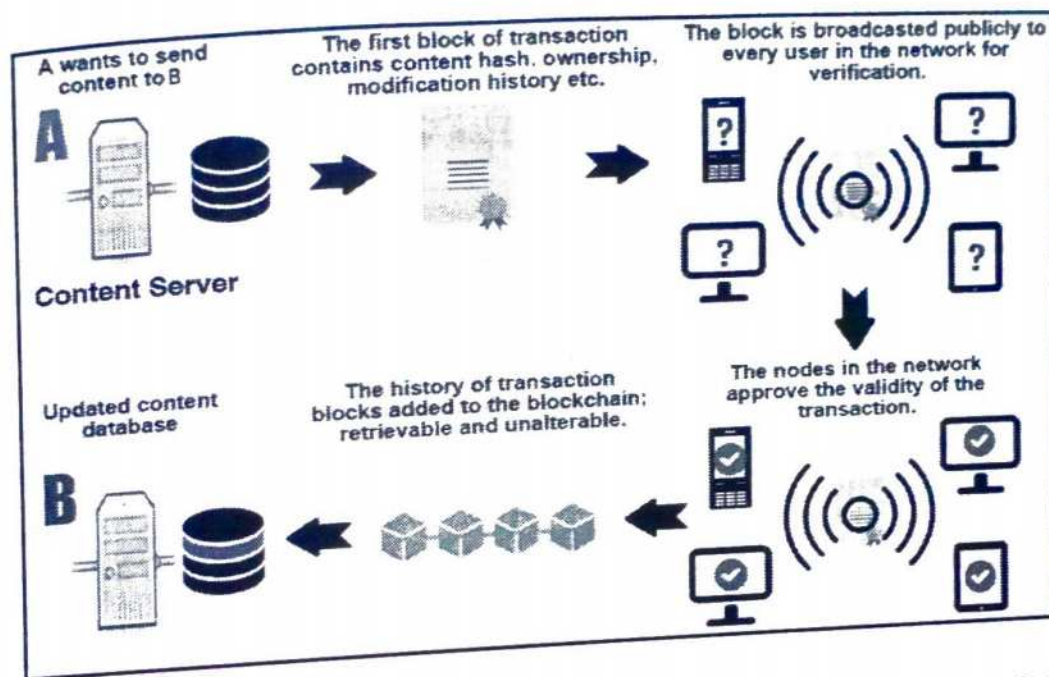 A wants to send
content to B
The first block of transaction
contains content hash, ownership,
modification history etc.
The block is broadcasted publicly to
every user in the network for
verification.
A
?
?
?
?
Content Server
The nodes in the network
approve the validity of the
transaction.
The history of transaction
blocks added to the blockchain;
retrievable and unalterable.
Updated content
database
B